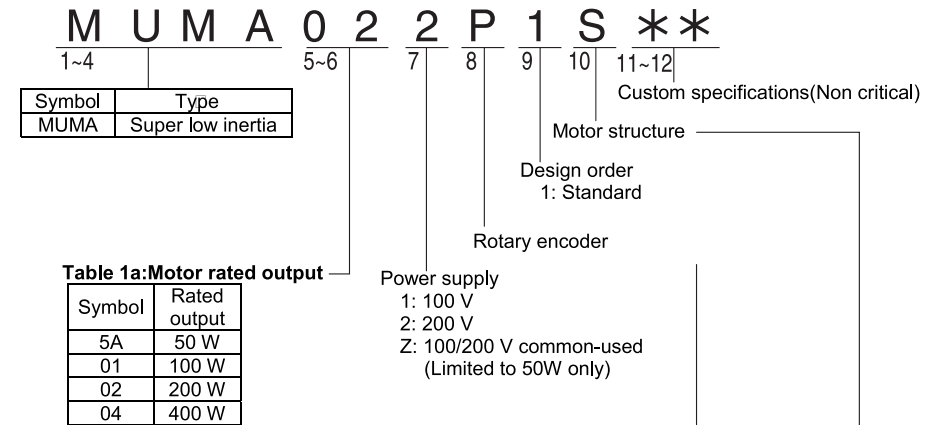 M U M A 0 2 2 P 1 S ＊＊
1~4 5~6 7 8 9 10 11~12
Symbol Type
MUMA Super low inertia
Custom specifications(Non critical)
Motor structure
Design order
1: Standard
Rotary encoder
Power supply
1: 100 V
2: 200 V
Z: 100/200 V common-used
(Limited to 50W only)
Table 1a:Motor rated output
Symbol Rated output
5A 50 W
01 100 W
02 200 W
04 400 W